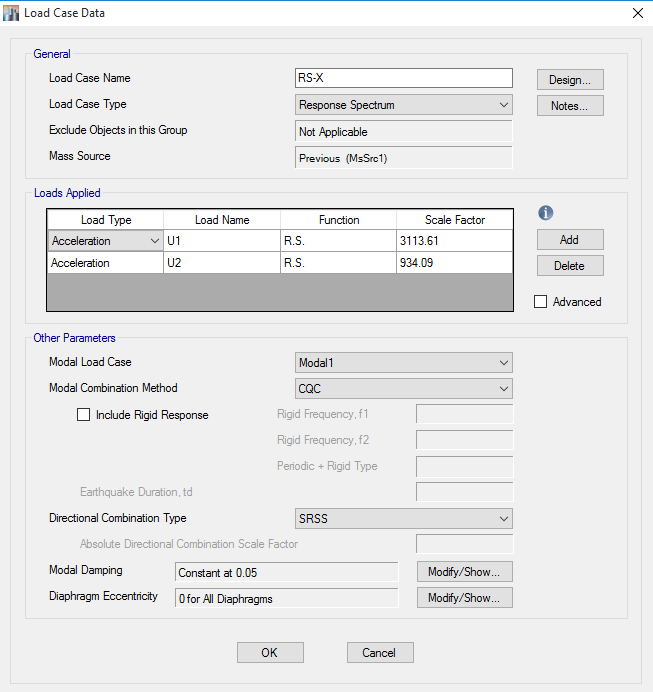 Load Case Data
General
Load Case Name RS-X Design...
Load Case Type Response Spectrum Notes...
Exclude Objects in this Group Not Applicable
Mass Source Previous (MsSrc1)
Loads Applied
Load Type Load Name Function Scale Factor
Acceleration U1 R.S. 3113.61 Add
Acceleration U2 R.S. 934.09 Delete
Advanced
Other Parameters
Modal Load Case Modal1
Modal Combination Method CQC
Include Rigid Response Rigid Frequency, f1
Rigid Frequency, f2
Periodic + Rigid Type
Earthquake Duration, td
Directional Combination Type SRSS
Absolute Directional Combination Scale Factor
Modal Damping Constant at 0.05 Modify/Show...
Diaphragm Eccentricity 0 for All Diaphragms Modify/Show...
OK Cancel